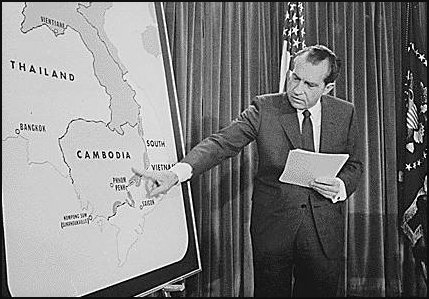 VIENTIANE
THAILAND
BANGKOK
CAMBODIA
SOUTH
VIETNAM
PHNOM
PENH
SAIGON
KOMPONG SOM
(SIHANOUKVILLE)